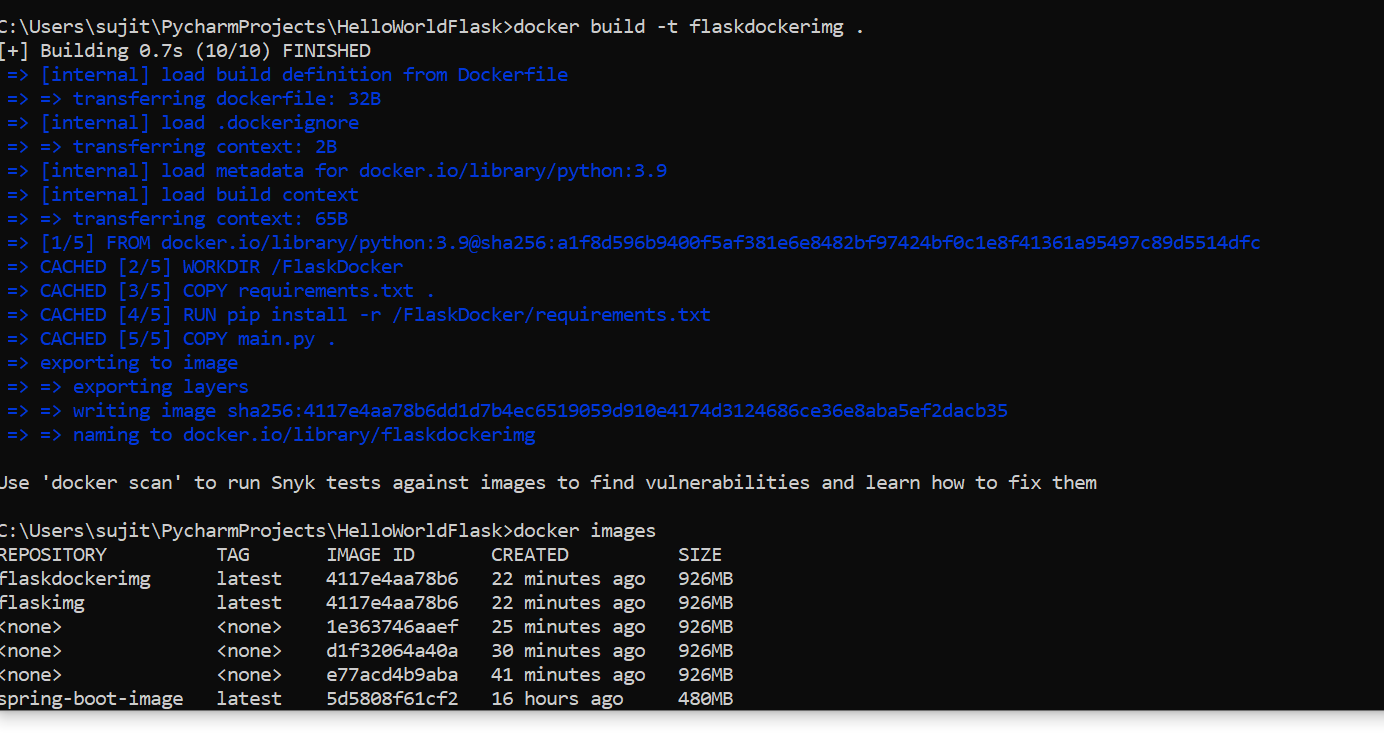 C:\Users\sujit\PycharmProjects\HelloWorldFlask>docker build -t flaskdockerimg .
[+] Building 0.7s (10/10) FINISHED
=> [internal] load build definition from Dockerfile
=> => transferring dockerfile: 32B
=> [internal] load .dockerignore
=> => transferring context: 2B
=> [internal] load metadata for docker.io/library/python:3.9
=> [internal] load build context
=> => transferring context: 65B
=> [1/5] FROM docker.io/library/python:3.9@sha256:a1f8d596b9400f5af381e6e8482bf97424bf0c1e8f41361a95497c89d5514dfc
=> CACHED [2/5] WORKDIR /FlaskDocker
=> CACHED [3/5] COPY requirements.txt .
=> CACHED [4/5] RUN pip install -r /FlaskDocker/requirements.txt
=> CACHED [5/5] COPY main.py .
=> exporting to image
=> => exporting layers
=> => writing image sha256:4117e4aa78b6dd1d7b4ec6519059d910e4174d3124686ce36e8aba5ef2dacb35
=> => naming to docker.io/library/flaskdockerimg
Use 'docker scan' to run Snyk tests against images to find vulnerabilities and learn how to fix them
C:\Users\sujit\PycharmProjects\HelloWorldFlask>docker images
REPOSITORY TAG IMAGE ID CREATED SIZE
flaskdockerimg latest 4117e4aa78b6 22 minutes ago 926MB
flaskimg latest 4117e4aa78b6 22 minutes ago 926MB
<none> <none> 1e363746aaef 25 minutes ago 926MB
<none> <none> d1f32064a40a 30 minutes ago 926MB
<none> <none> e77acd4b9aba 41 minutes ago 926MB
spring-boot-image latest 5d5808f61cf2 16 hours ago 480MB